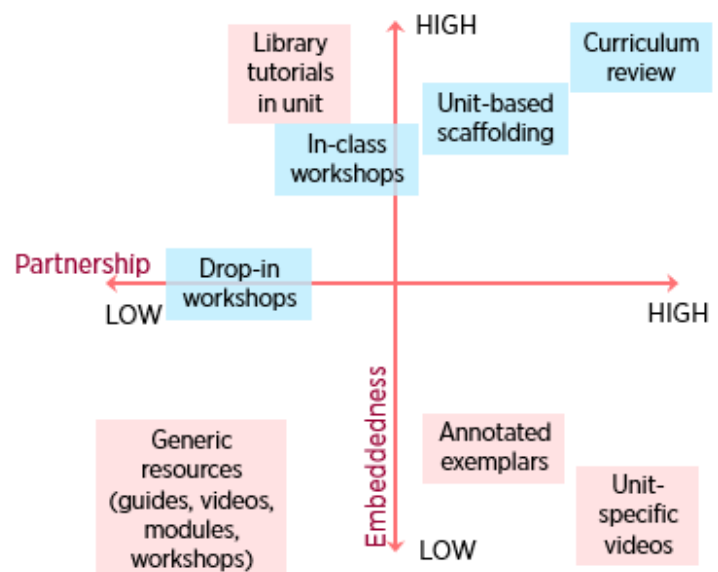 HIGH
Library
tutorials
in unit
Curriculum
review
Unit-based
scaffolding
In-class
workshops
Partnership
Drop-in
workshops
LOW
HIGH
Embeddedness
Generic
resources
(guides, videos,
modules,
workshops)
Annotated
exemplars
Unit-
specific
videos
LOW